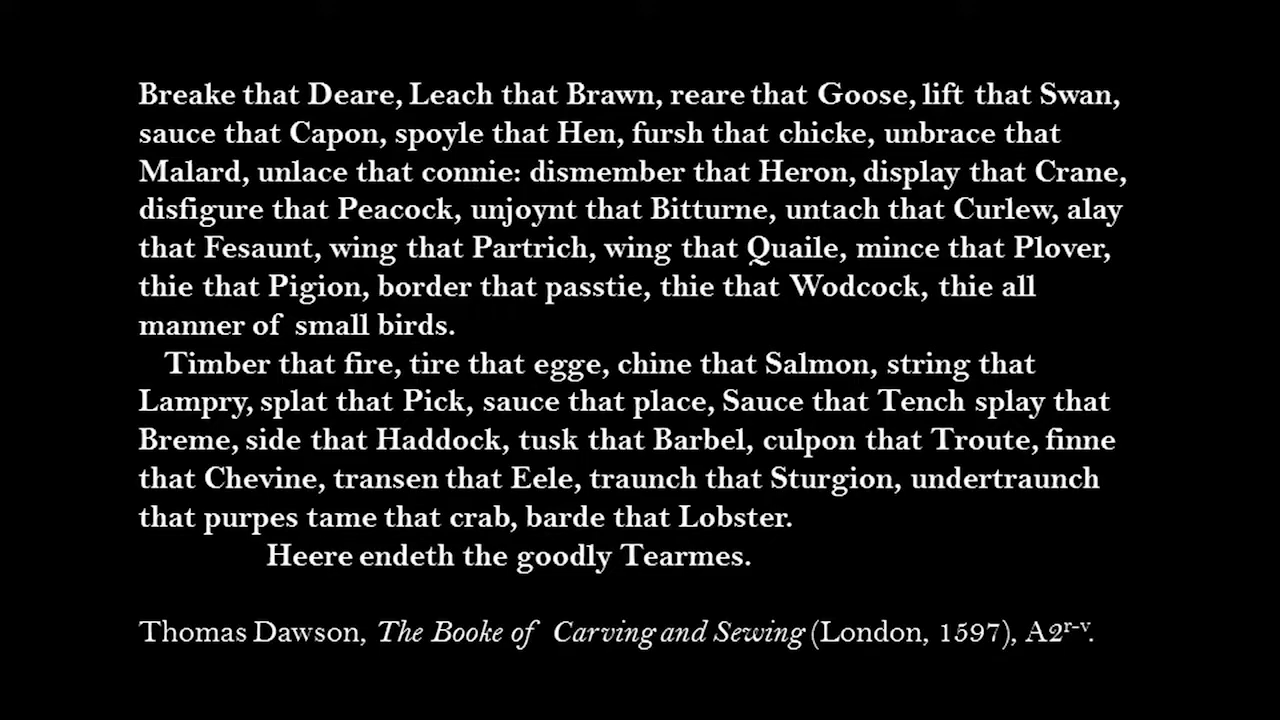 Breake that Deare, Leach that Brawn, reare that Goose, lift that Swan,
sauce that Capon, spoyle that Hen, fursh that chicke, unbrace that
Malard, unlace that connie: dismember that Heron, display that Crane,
disfigure that Peacock, unjoynt that Bitturne, untach that Curlew, alay
that Fesaunt, wing that Partrich, wing that Quaile, mince that Plover,
thie that Pigion, border that passtie, thie that Wodcock, thie all
manner of small birds.
Timber that fire, tire that egge, chine that Salmon, string that
Lampry, splat that Pick, sauce that place, Sauce that Tench splay that
Breme, side that Haddock, tusk that Barbel, culpon that Troute, finne
that Chevine, transen that Eele, traunch that Sturgion, undertraunch
that purpes tame that crab, barde that Lobster.
Heere endeth the goodly Tearmes.
Thomas Dawson, The Booke of Carving and Sewing (London, 1597), A2r-v.